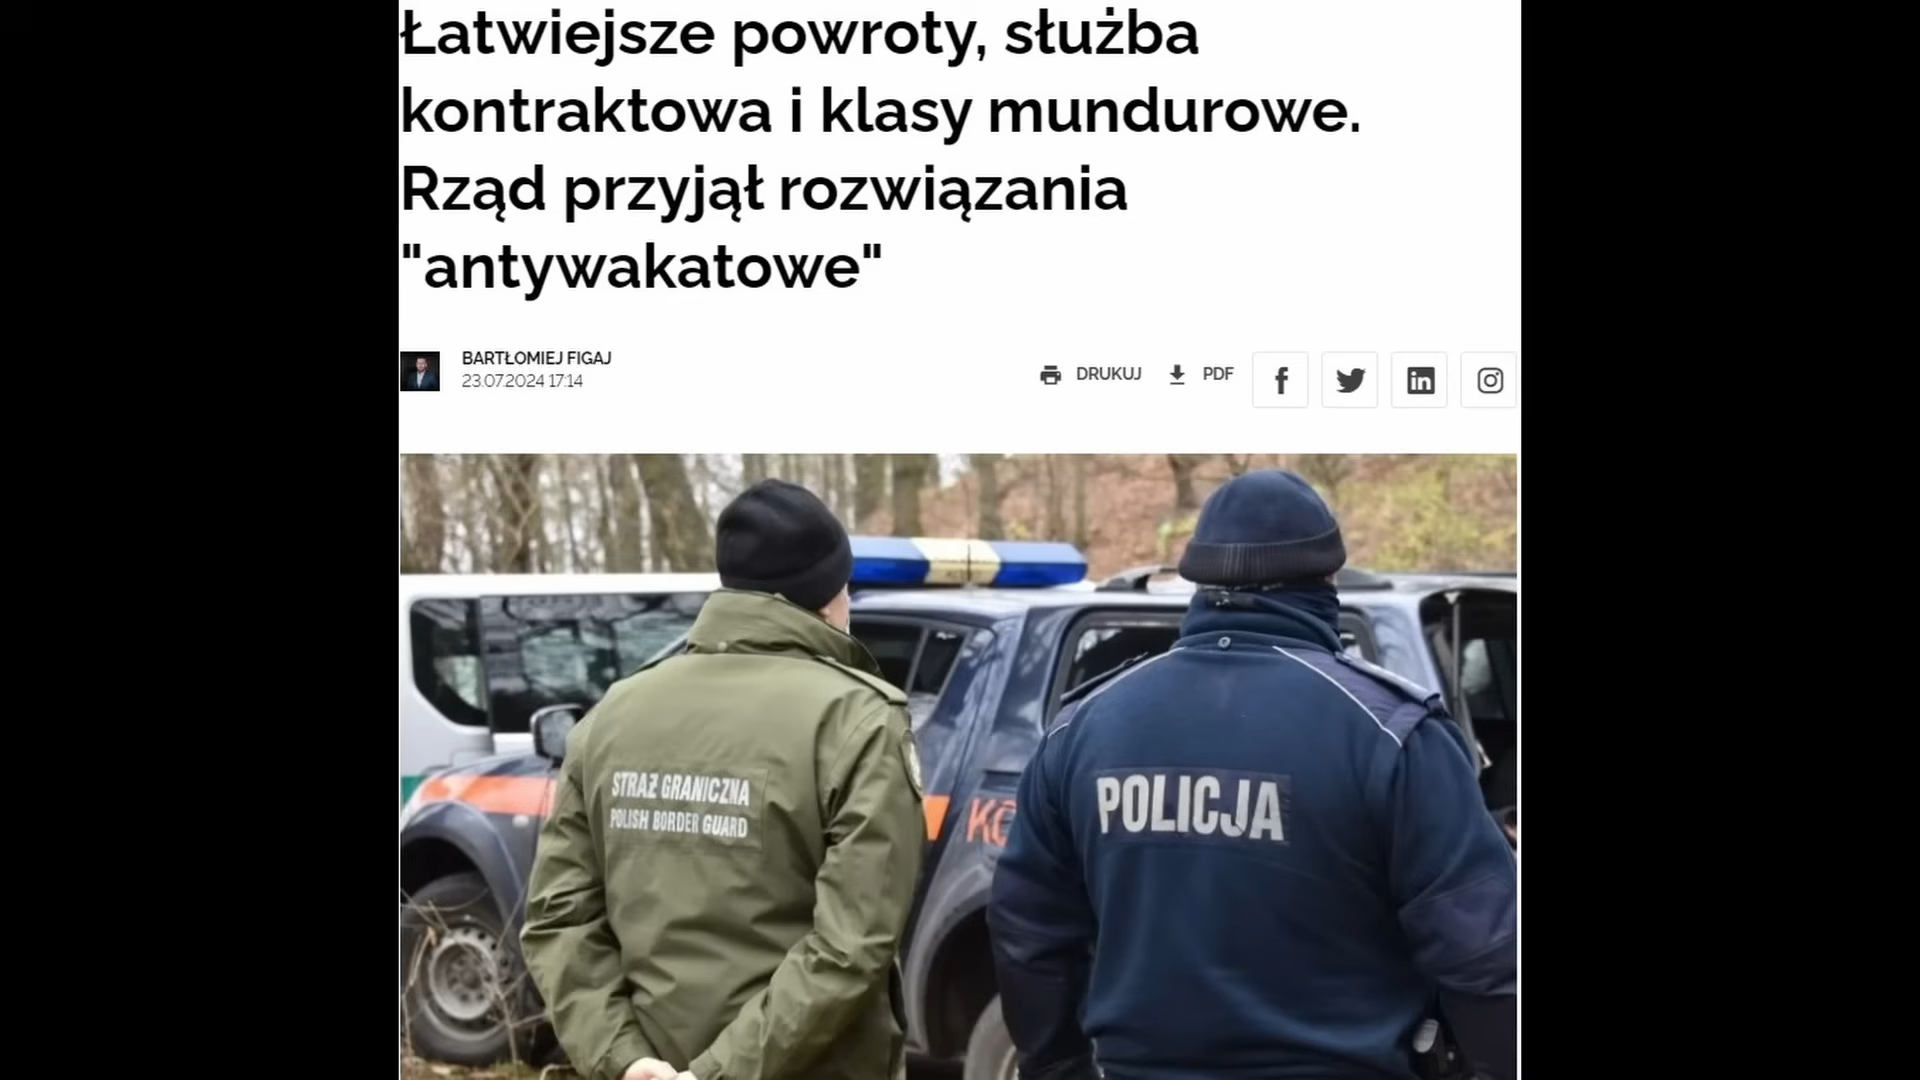 Łatwiejsze powroty, służba
kontraktowa i klasy mundurowe.
Rząd przyjął rozwiązania
"antywakatowe"
BARTŁOMIEJ FIGAJ
23.07.2024 17:14
DRUKUJ
PDF
STRAŻ GRANICZNA
POLISH BORDER GUARD
POLICJA
KO